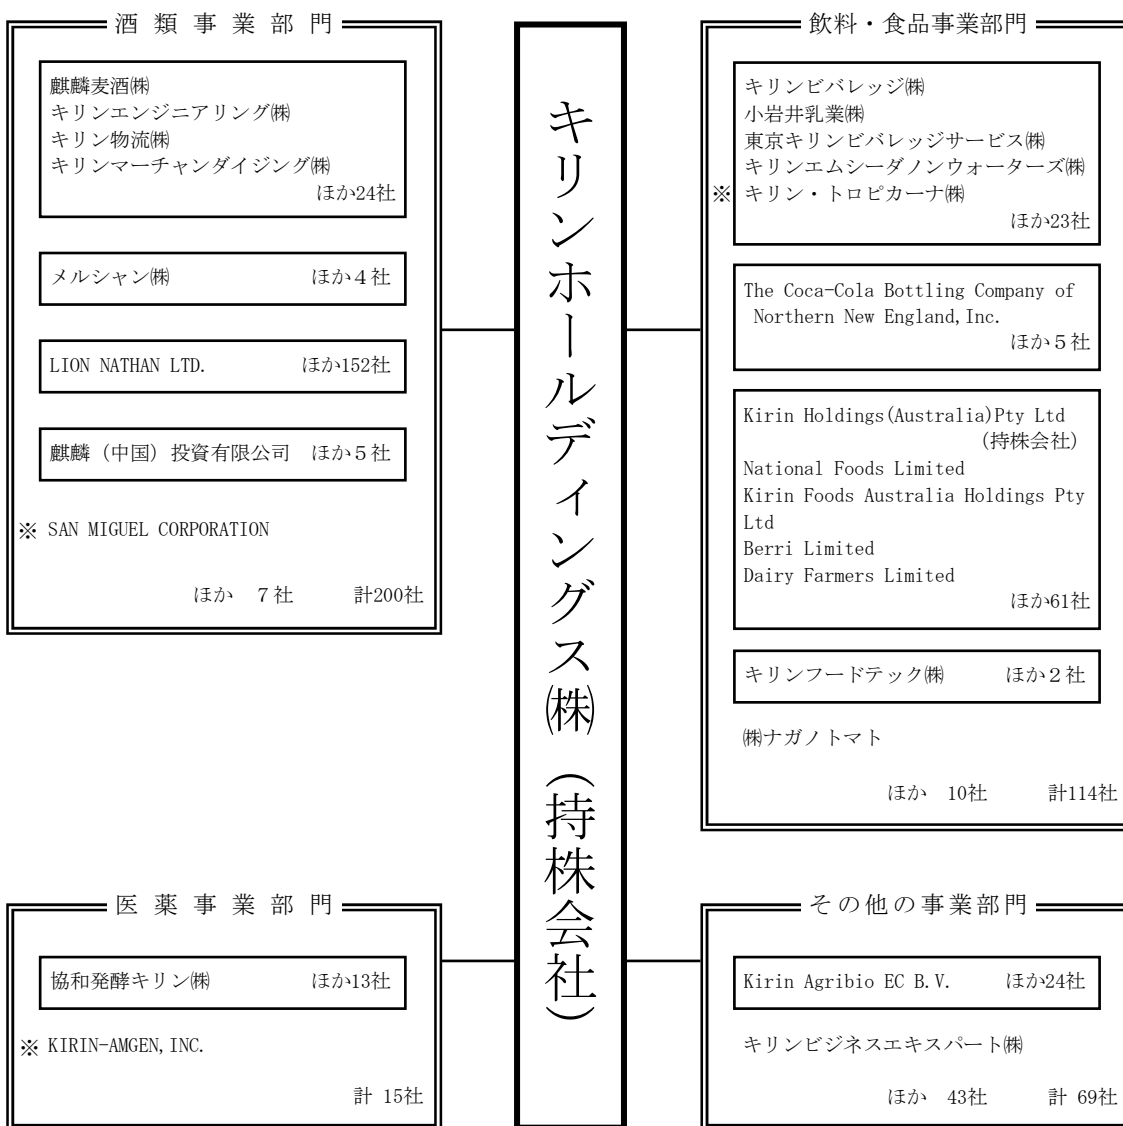 酒類事業部門
麒麟麦酒㈱
キリンエンジニアリング㈱
キリン物流㈱
キリンマーチャンダイジング㈱
ほか24社
メルシャン㈱ ほか4社
LION NATHAN LTD. ほか152社
麒麟（中国）投資有限公司 ほか5社
※ SAN MIGUEL CORPORATION
ほか 7社 計200社
医薬事業部門
協和発酵キリン㈱ ほか13社
※ KIRIN-AMGEN,INC.
計 15社
キリンホールディングス㈱（持株会社）
飲料・食品事業部門
キリンビバレッジ㈱
小岩井乳業㈱
東京キリンビバレッジサービス㈱
キリンエムシーダノンウォーターズ㈱
※ キリン・トロピカーナ㈱
ほか23社
The Coca-Cola Bottling Company of
Northern New England,Inc.
ほか5社
Kirin Holdings(Australia)Pty Ltd
(持株会社)
National Foods Limited
Kirin Foods Australia Holdings Pty
Ltd
Berri Limited
Dairy Farmers Limited
ほか61社
キリンフードテック㈱ ほか2社
㈱ナガノトマト
ほか 10社 計114社
その他の事業部門
Kirin Agribio EC B.V. ほか24社
キリンビジネスエキスパート㈱
ほか 43社 計 69社